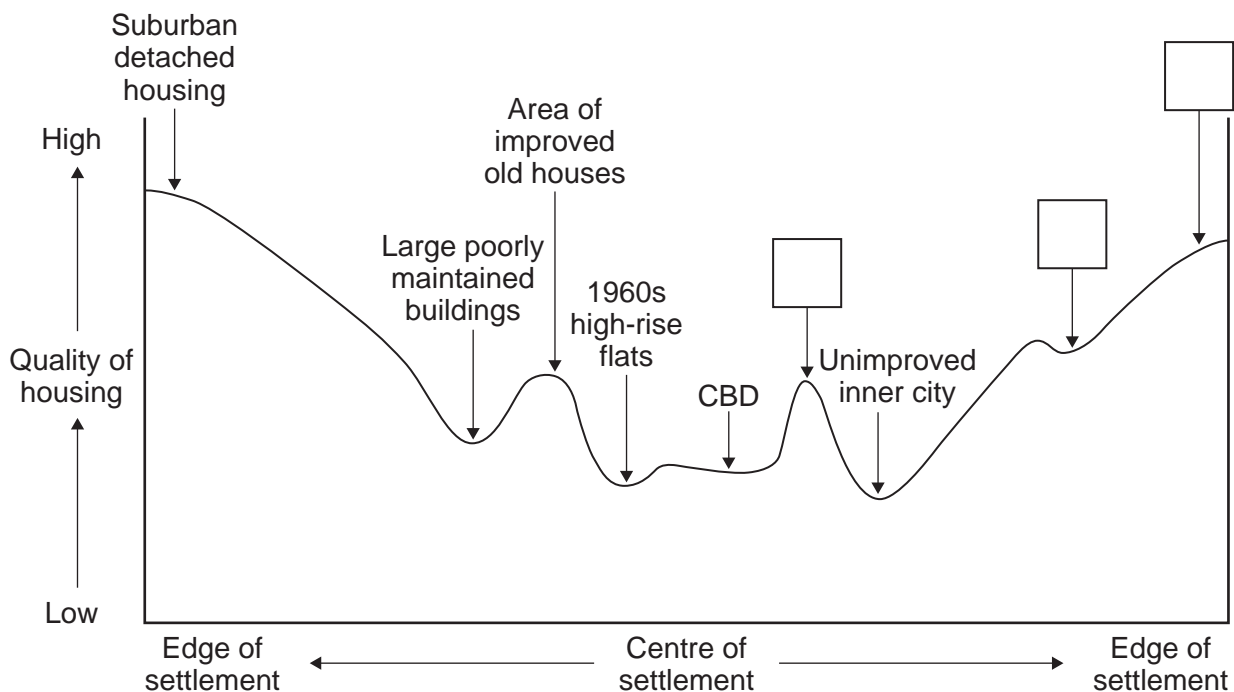 Suburban
detached
housing
Area of
improved
old houses
High
Large poorly
maintained
buildings
1960s
high-rise
flats
Unimproved
inner city
Quality of
housing
CBD
Low
Edge of
settlement
Centre of
settlement
Edge of
settlement